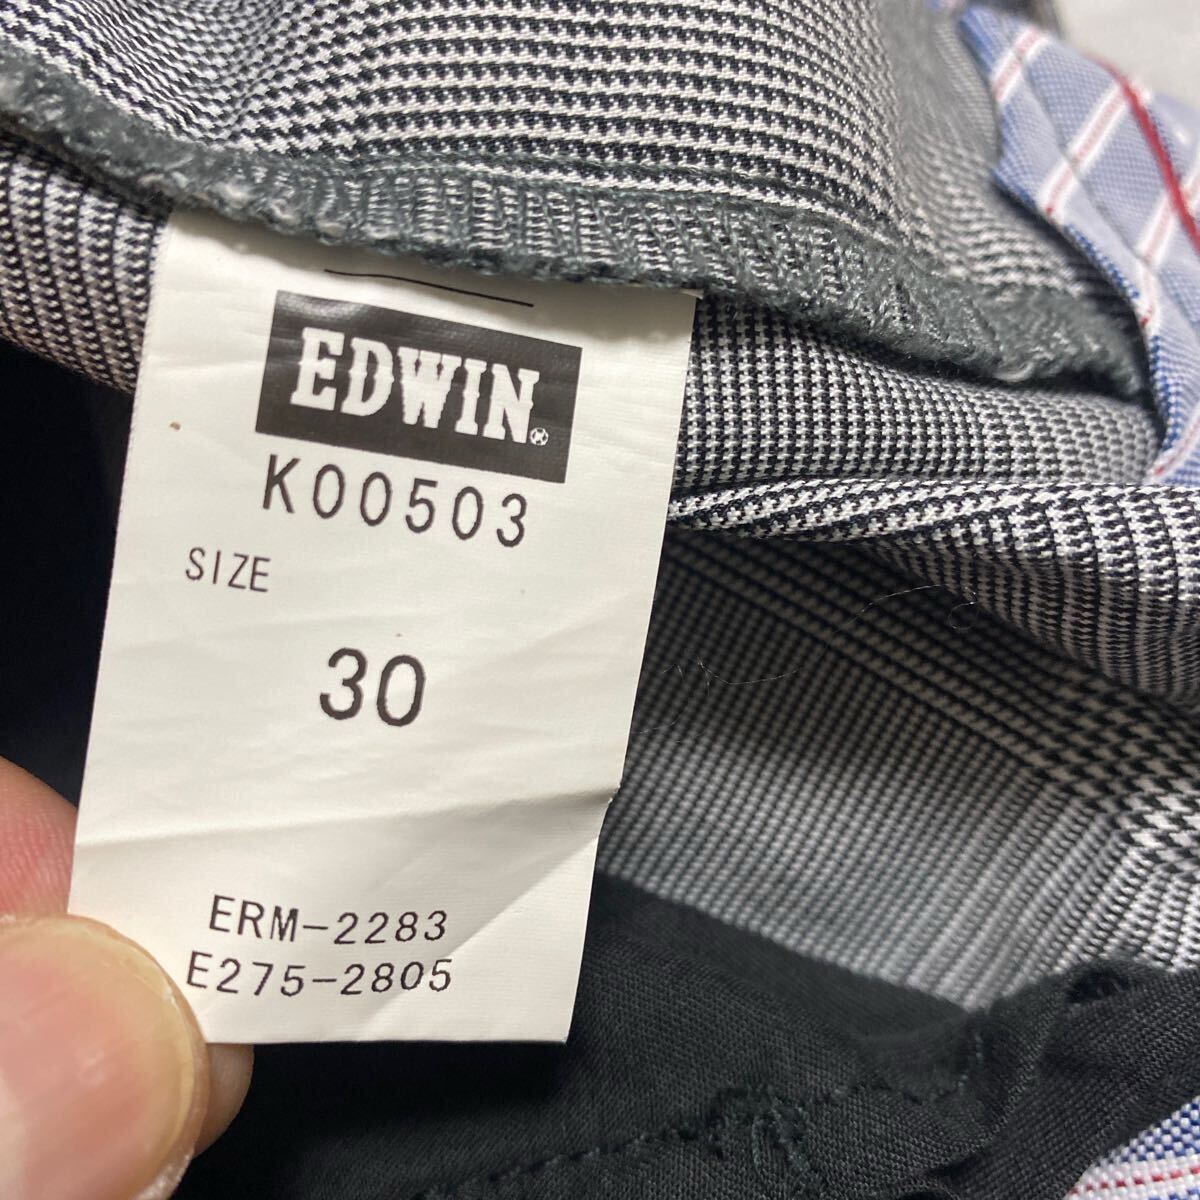 EDWIN
K00503
SIZE
30
ERM-2283
E275-2805